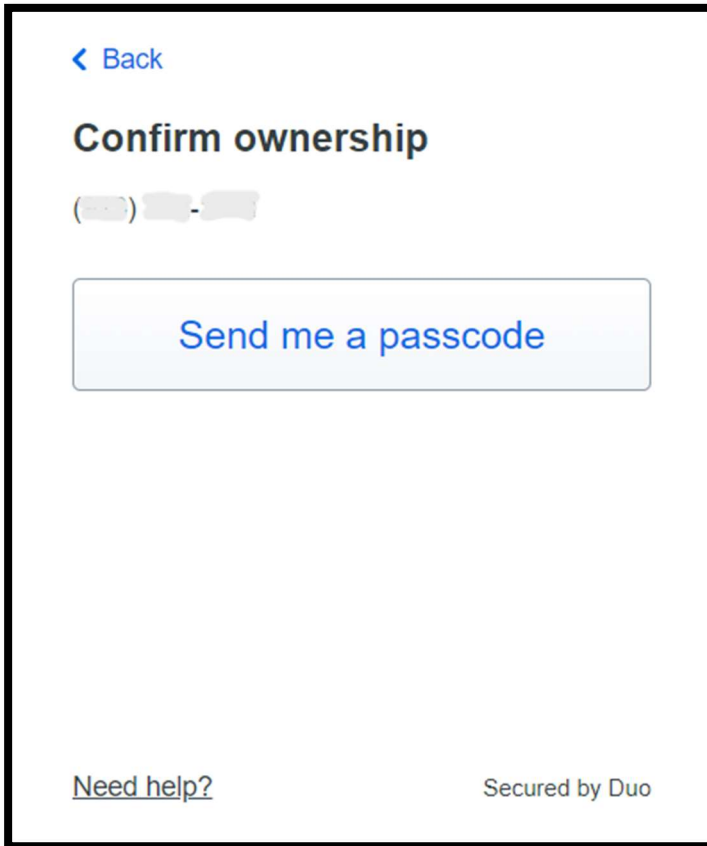 Back
Confirm ownership
( ) -
Send me a passcode
Need help?
Secured by Duo